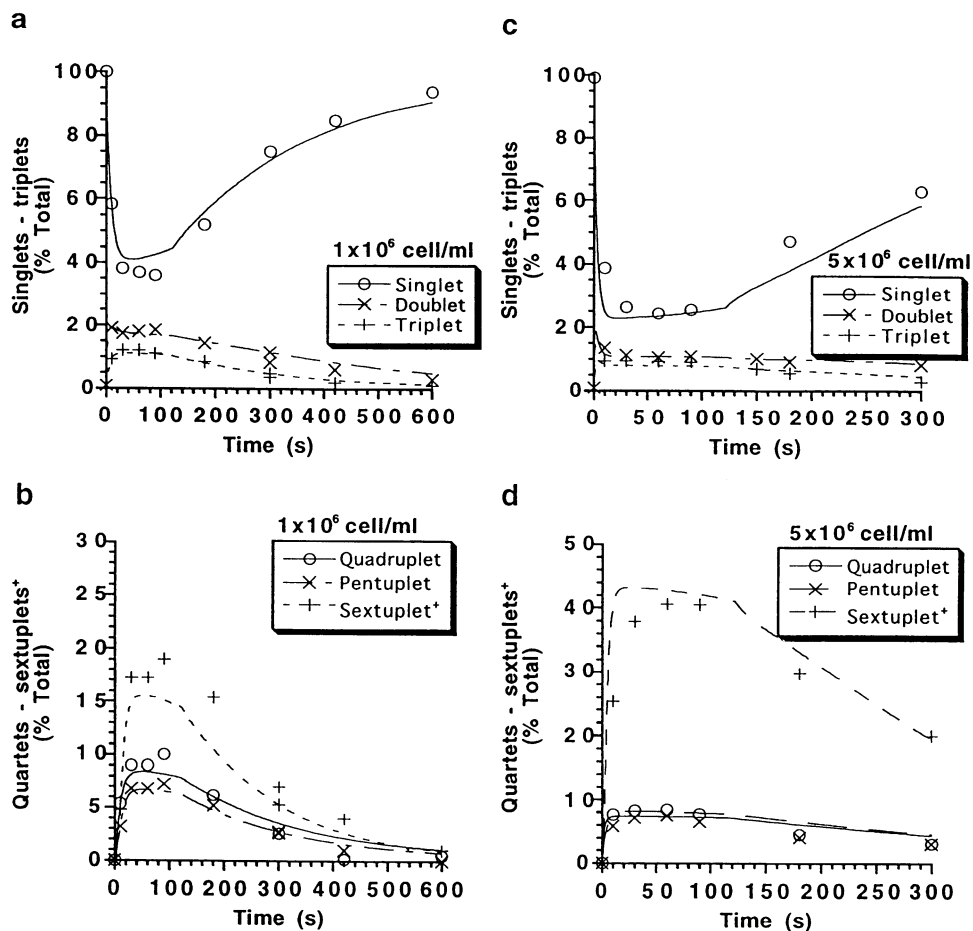 a
Singlets - triplets
(% Total)
100
80
60
40
20
0
1x10⁶ cell/ml
Singlet
Doublet
Triplet
0 100 200 300 400 500 600
Time (s)
c
Singlets - triplets
(% Total)
100
80
60
40
20
0
5x10⁶ cell/ml
Singlet
Doublet
Triplet
0 50 100 150 200 250 300
Time (s)
b
Quartets - sextuplets⁺
(% Total)
30
25
20
15
10
5
0
1x10⁶ cell/ml
Quadruplet
Pentuplet
Sextuplet⁺
0 100 200 300 400 500 600
Time (s)
d
Quartets - sextuplets⁺
(% Total)
50
40
30
20
10
0
5x10⁶ cell/ml
Quadruplet
Pentuplet
Sextuplet⁺
0 50 100 150 200 250 300
Time (s)